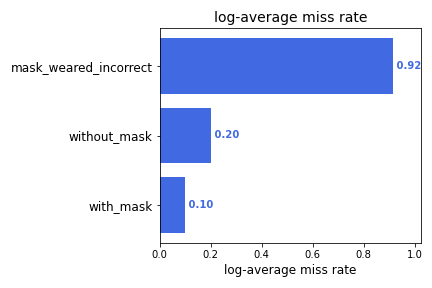 log-average miss rate
mask_weared_incorrect
0.92
without_mask
0.20
with_mask
0.10
0.0 0.2 0.4 0.6 0.8 1.0
log-average miss rate